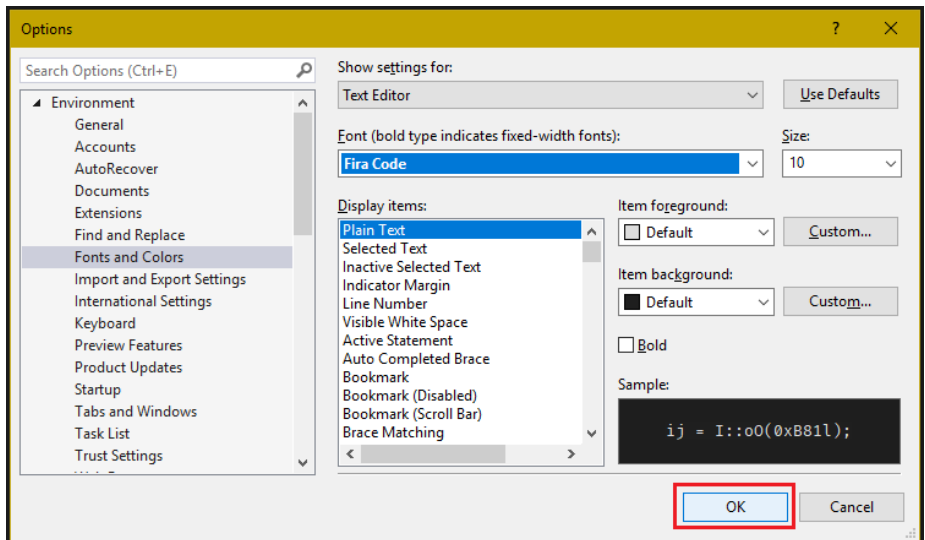 Options
?
Search Options (Ctrl+E)
Environment
General
Accounts
AutoRecover
Documents
Extensions
Find and Replace
Fonts and Colors
Import and Export Settings
International Settings
Keyboard
Preview Features
Product Updates
Startup
Tabs and Windows
Task List
Trust Settings
Show settings for:
Text Editor
Use Defaults
Font (bold type indicates fixed-width fonts):
Size:
Fira Code
10
Display items:
Plain Text
Selected Text
Inactive Selected Text
Indicator Margin
Line Number
Visible White Space
Active Statement
Auto Completed Brace
Bookmark
Bookmark (Disabled)
Bookmark (Scroll Bar)
Brace Matching
Item foreground:
Default
Custom...
Item background:
Default
Custom...
Bold
Sample:
ij = I::oO(0xB81l);
OK
Cancel